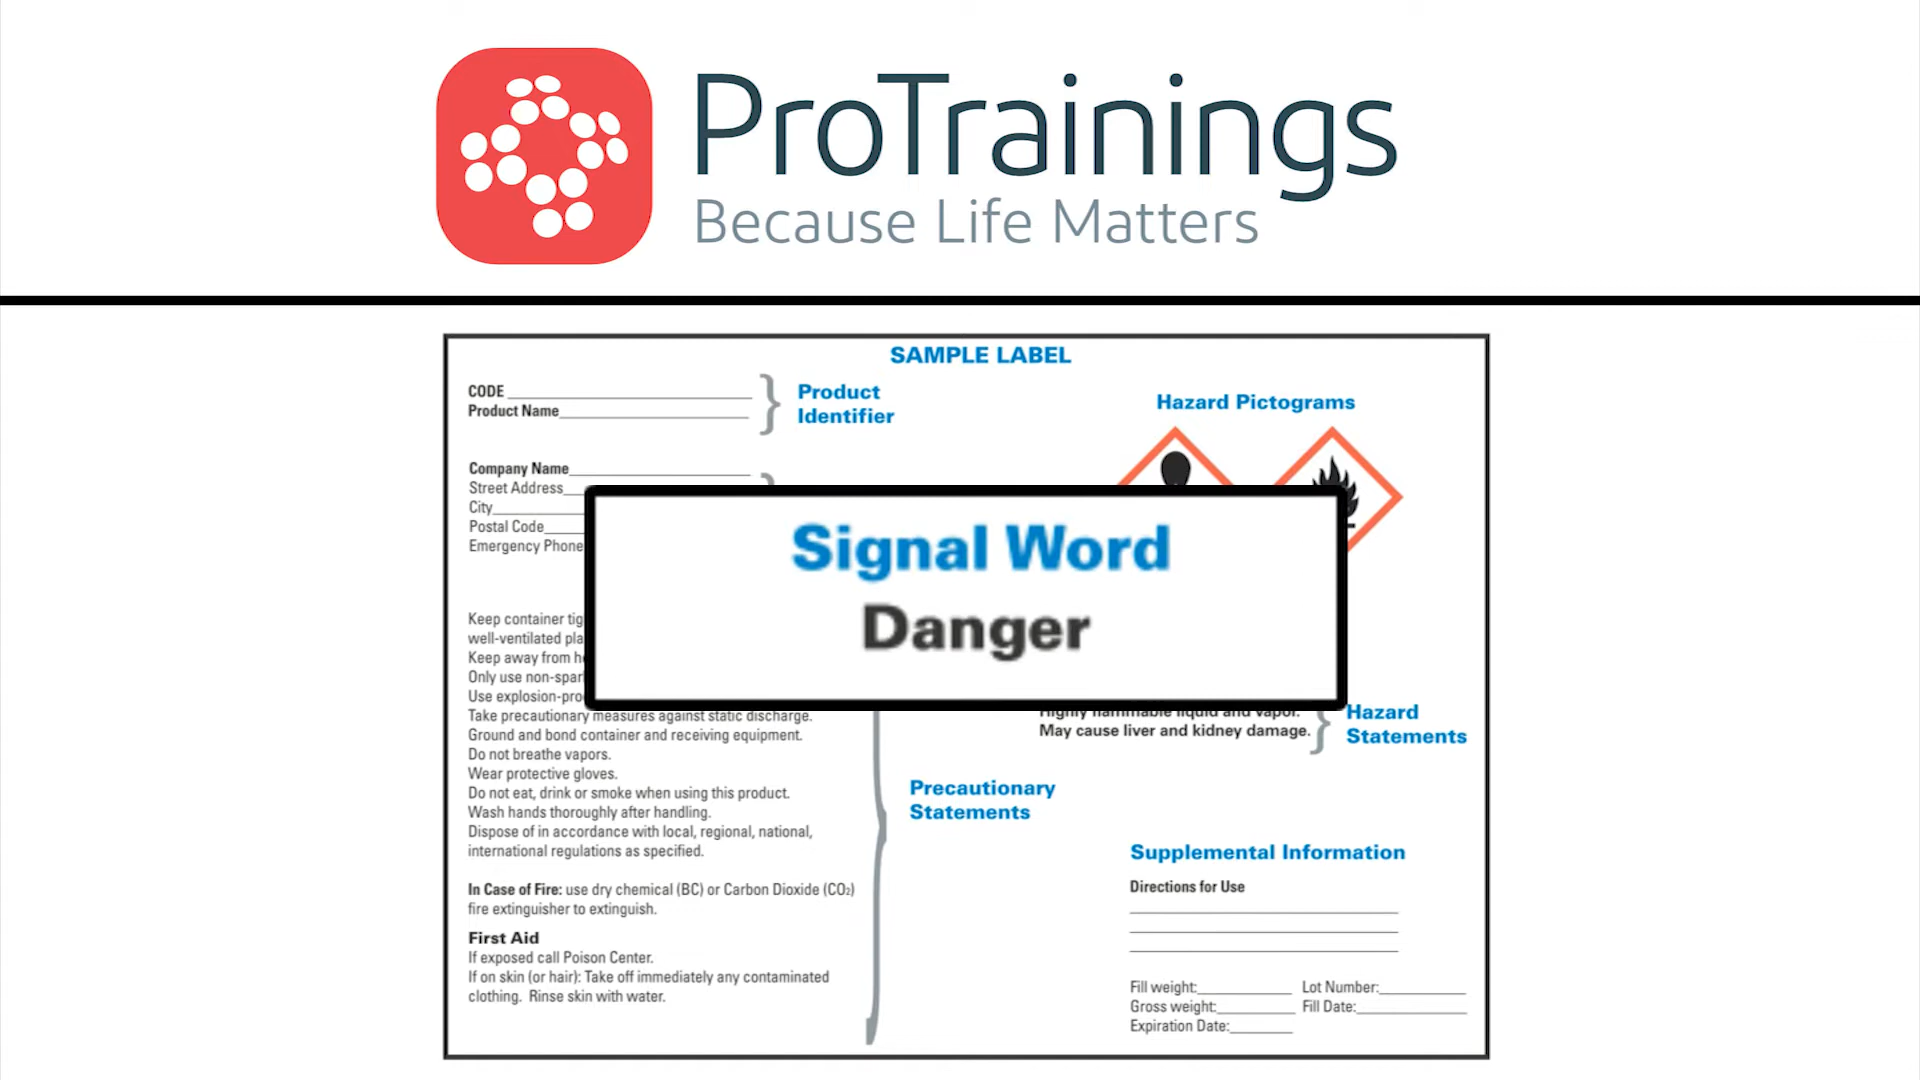 ProTrainings
Because Life Matters
SAMPLE LABEL
CODE
Product Name
Product
Identifier
Hazard Pictograms
Company Name
Street Address
City
Postal Code
Emergency Phone
Signal Word
Danger
Keep container
well-ventilated
Keep away from
Only use
Use
Take precautionary measures against static discharge.
Ground and bond container and receiving equipment.
Do not breathe vapors.
Wear protective gloves.
Do not eat, drink or smoke when using this product.
Wash hands thoroughly after handling.
Dispose of in accordance with local, regional, national,
international regulations as specified.
In Case of Fire: use dry chemical (BC) or Carbon Dioxide (CO₂)
fire extinguisher to extinguish.
First Aid
If exposed call Poison Center.
If on skin (or hair): Take off immediately any contaminated
clothing. Rinse skin with water.
Precautionary
Statements
Highly flammable liquid and vapor.
May cause liver and kidney damage.
Hazard
Statements
Supplemental Information
Directions for Use
Fill weight: Lot Number:
Gross weight: Fill Date:
Expiration Date: